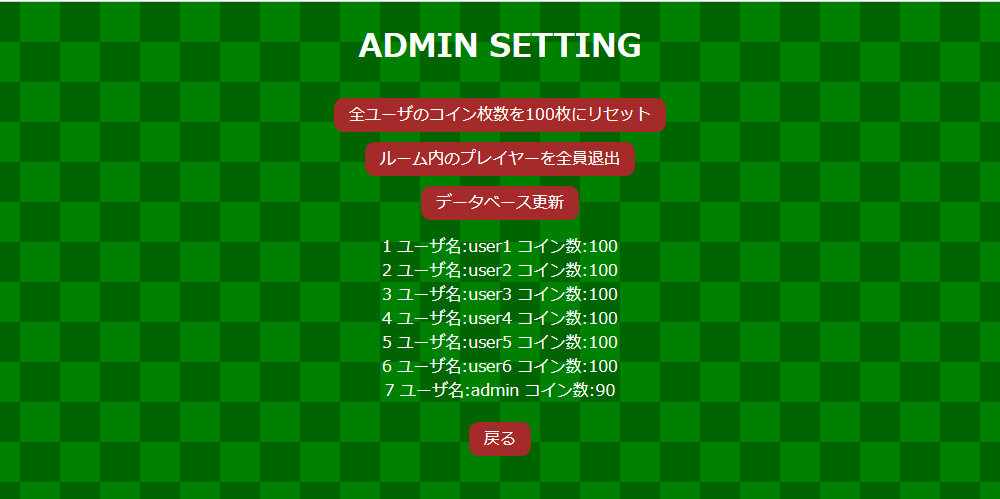 ADMIN SETTING
全ユーザのコイン枚数を100枚にリセット
ルーム内のプレイヤーを全員退出
データベース更新
1 ユーザ名:user1 コイン数:100
2 ユーザ名:user2 コイン数:100
3 ユーザ名:user3 コイン数:100
4 ユーザ名:user4 コイン数:100
5 ユーザ名:user5 コイン数:100
6 ユーザ名:user6 コイン数:100
7 ユーザ名:admin コイン数:90
戻る